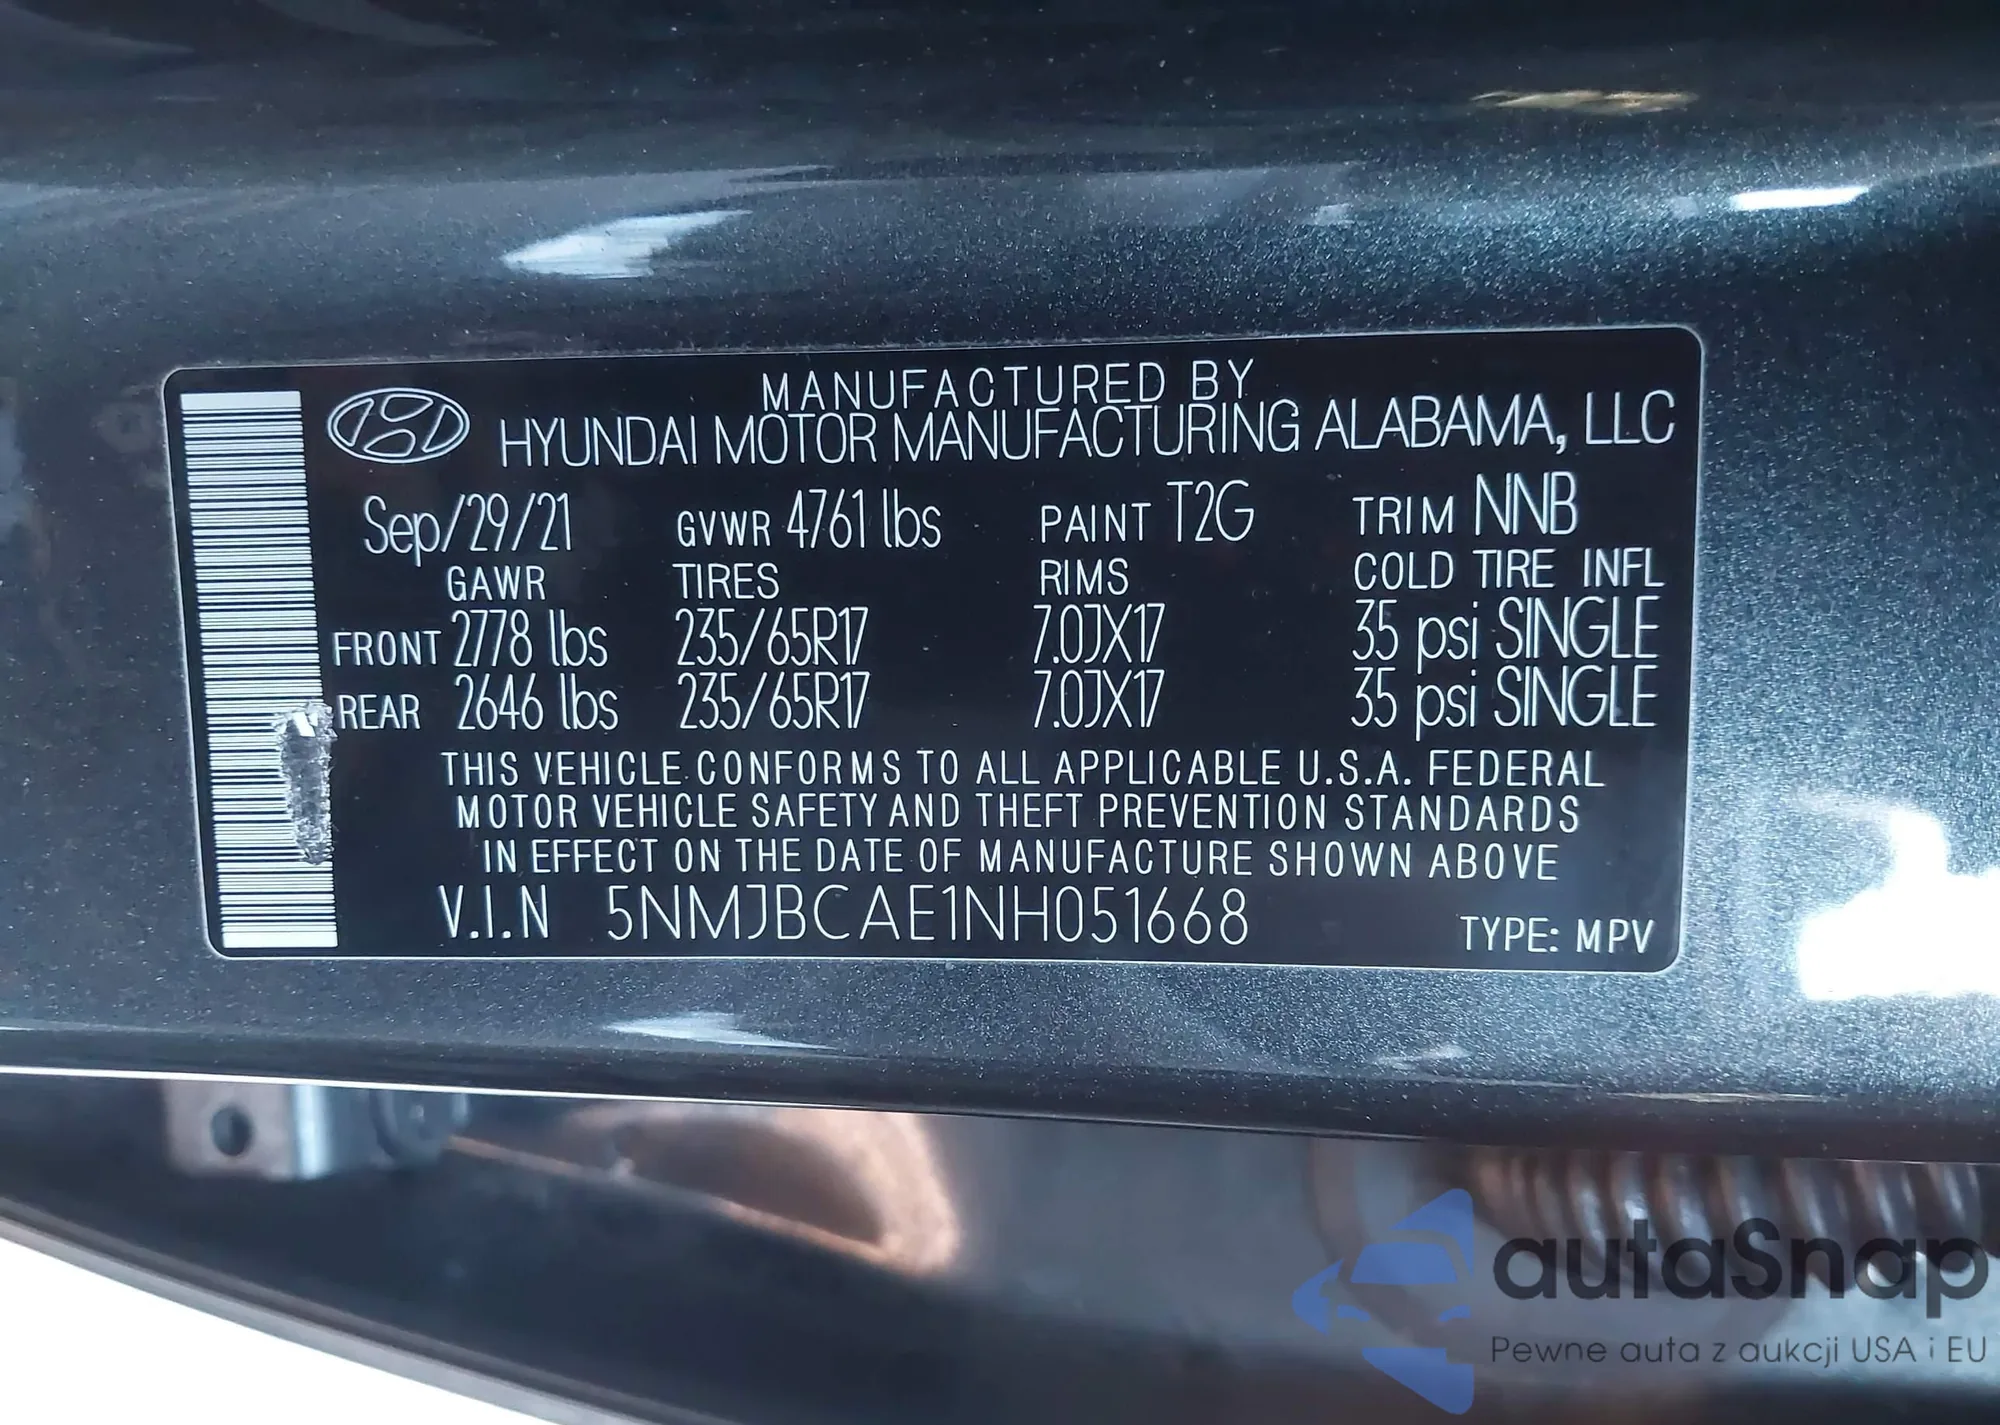 MANUFACTURED BY
HYUNDAI MOTOR MANUFACTURING ALABAMA, LLC
Sep/29/21 GVWR 4761 lbs PAINT T2G TRIM NNB
GAWR TIRES RIMS COLD TIRE INFL
FRONT 2778 lbs 235/65R17 7.0JX17 35 psi SINGLE
REAR 2646 lbs 235/65R17 7.0JX17 35 psi SINGLE
THIS VEHICLE CONFORMS TO ALL APPLICABLE U.S.A. FEDERAL
MOTOR VEHICLE SAFETY AND THEFT PREVENTION STANDARDS
IN EFFECT ON THE DATE OF MANUFACTURE SHOWN ABOVE
V.I.N 5NMJBCAE1NH051668 TYPE: MPV
autaSnap
Pewne auta z aukcji USA i EU